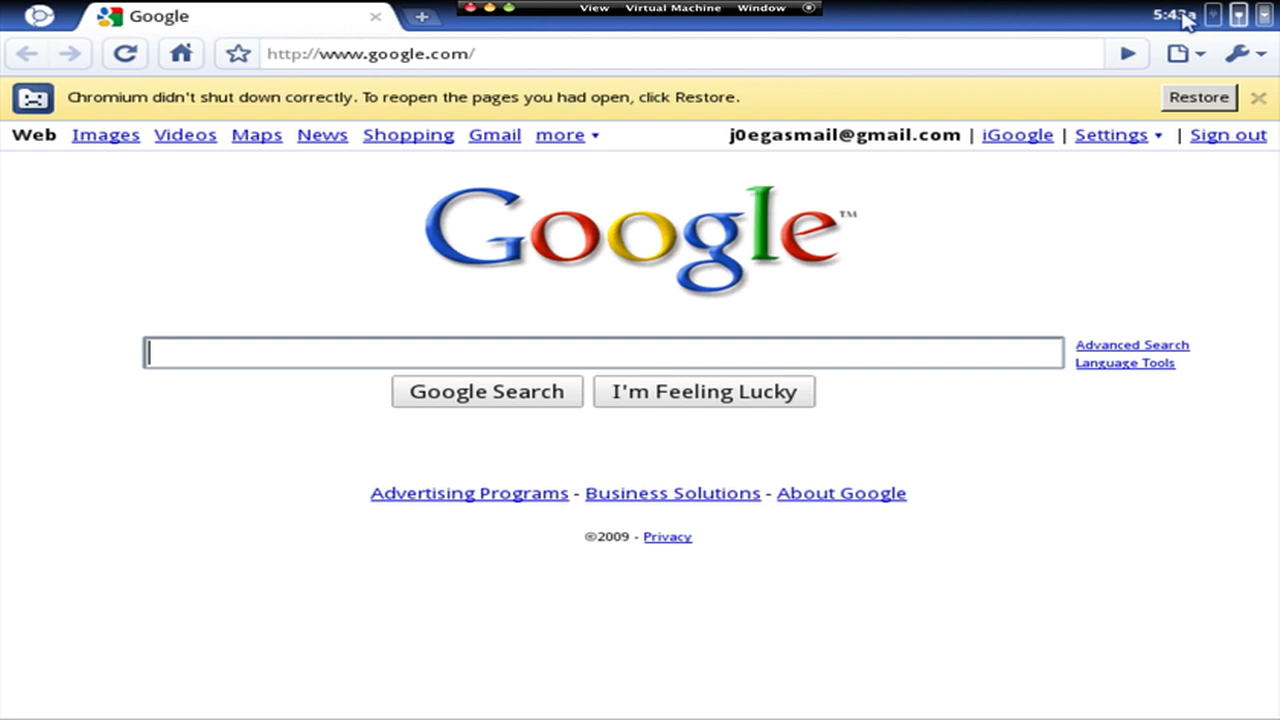 View Virtual Machine Window
Google
http://www.google.com/
Chromium didn't shut down correctly. To reopen the pages you had open, click Restore. Restore
Web Images Videos Maps News Shopping Gmail more j0egasmail@gmail.com | iGoogle | Settings | Sign out
Google™
Advanced Search
Language Tools
Google Search I'm Feeling Lucky
Advertising Programs - Business Solutions - About Google
©2009 - Privacy